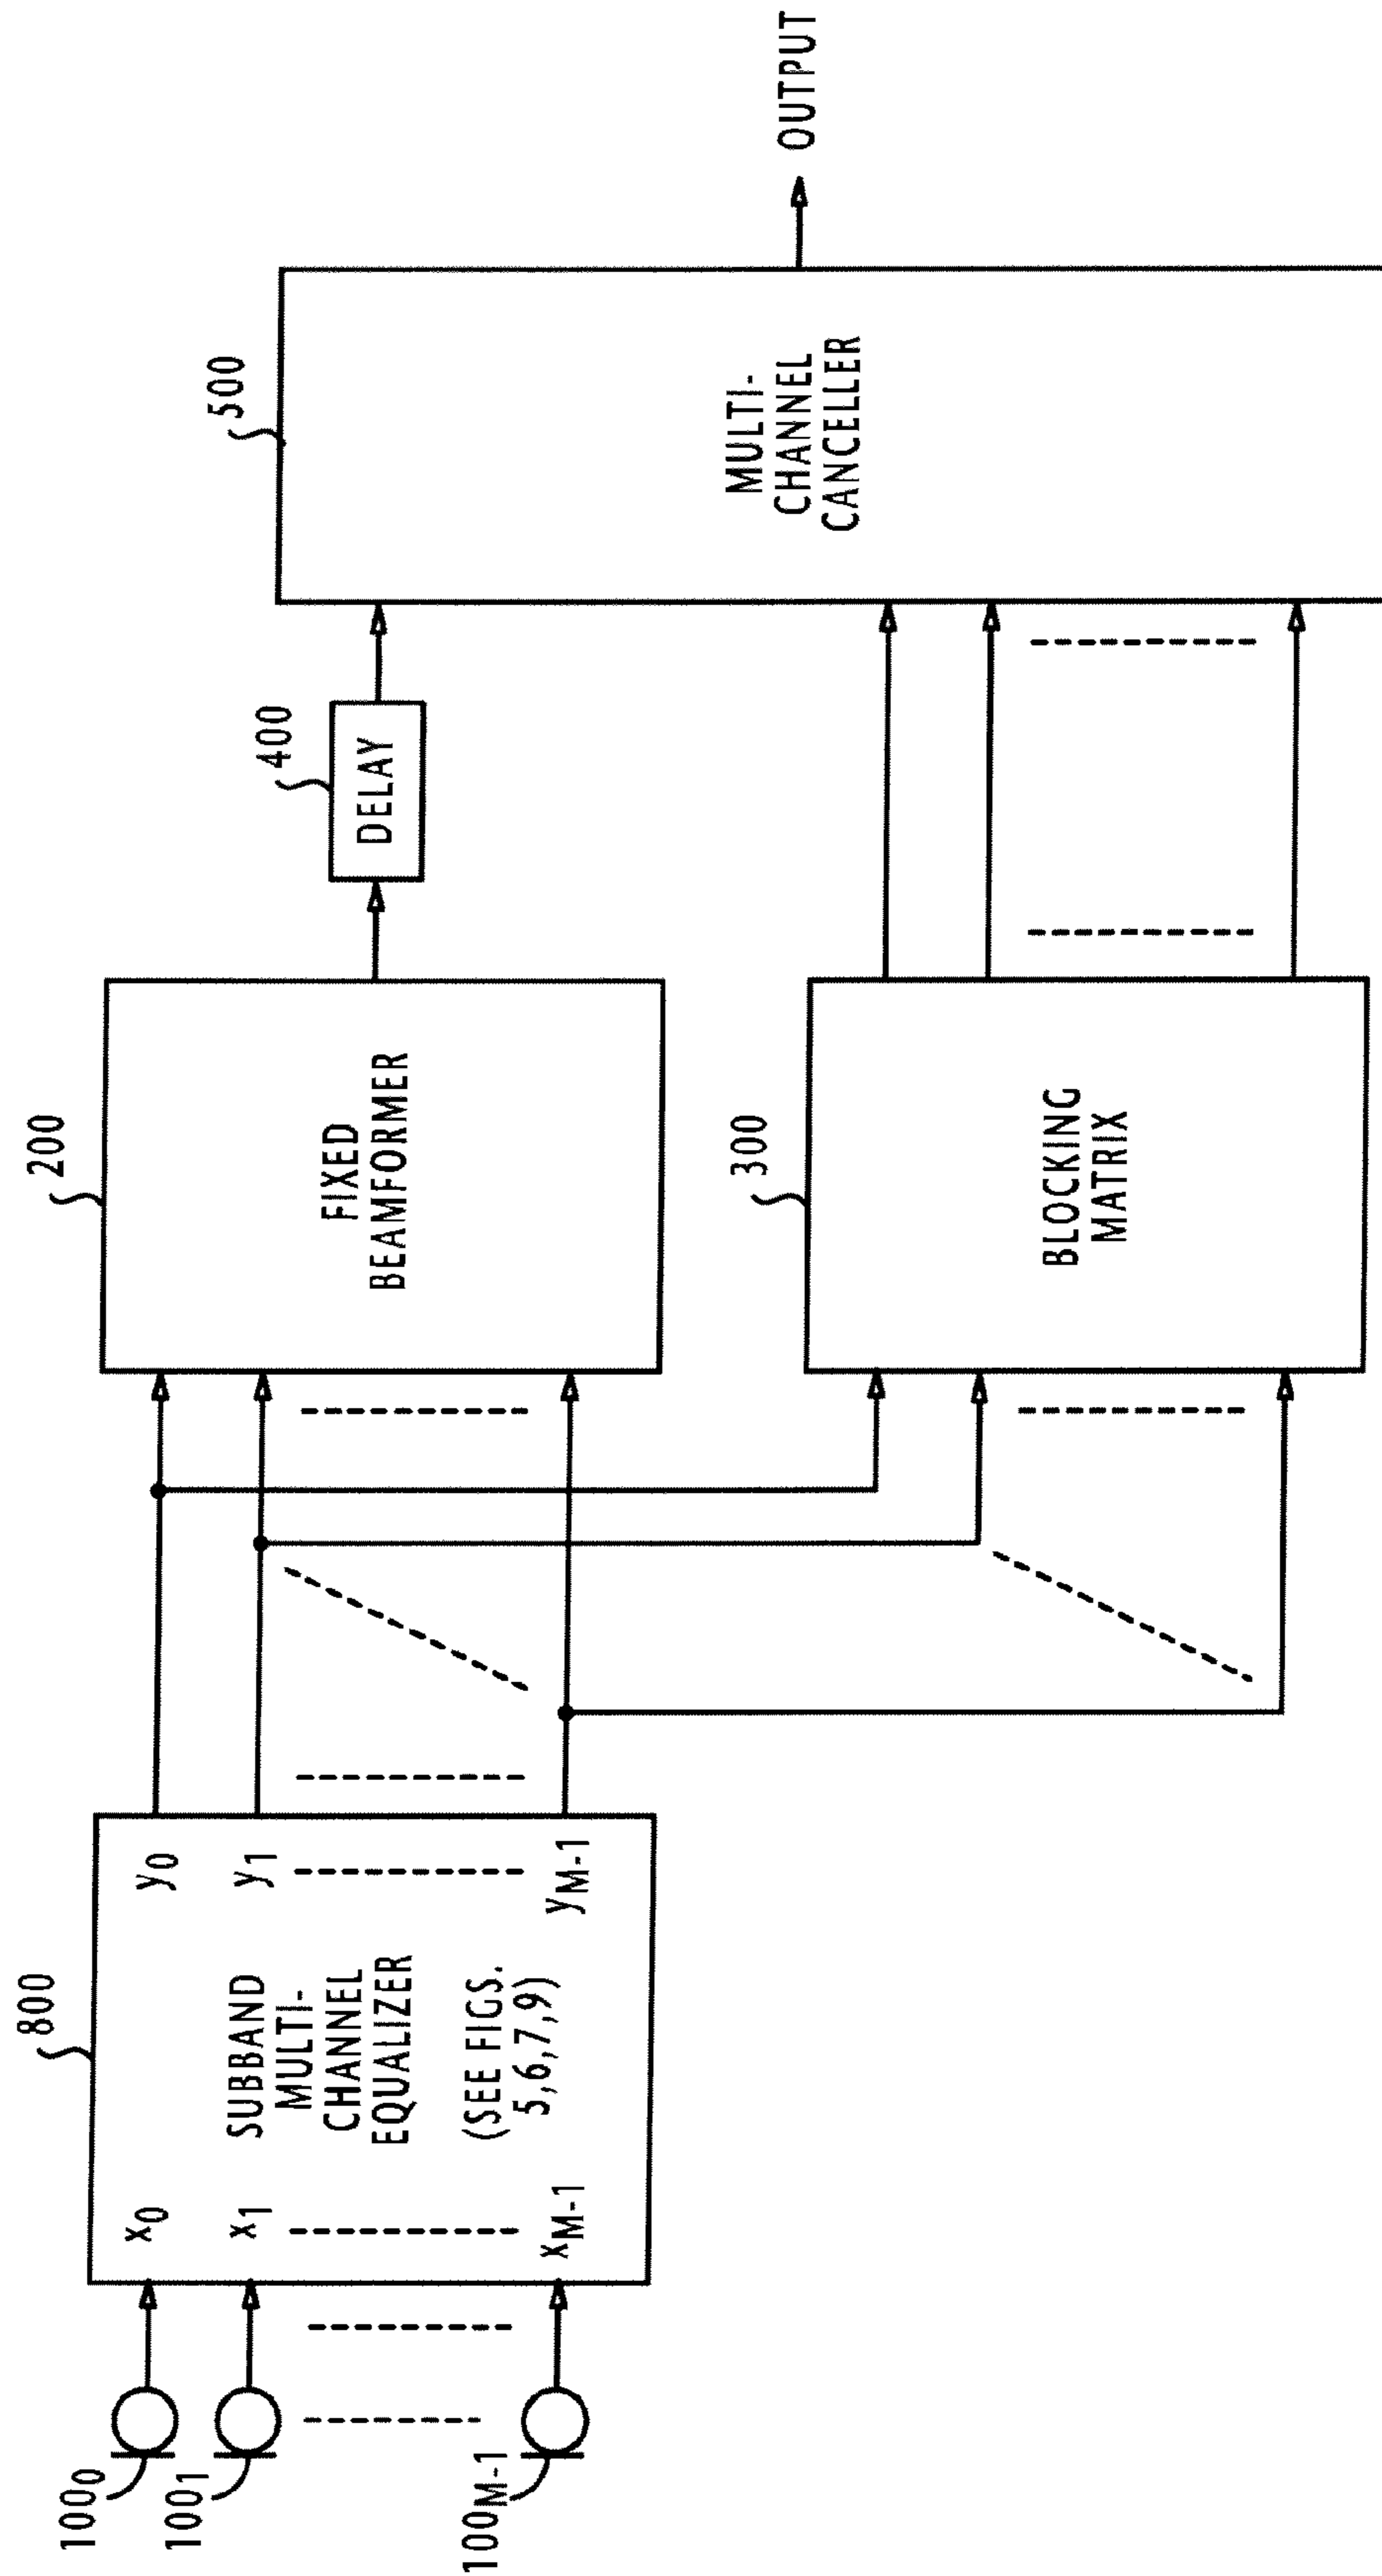 100₀
100₁
100M-1
800
x₀
x₁
xM-1
SUBBAND
MULTI-
CHANNEL
EQUALIZER
(SEE FIGS.
5,6,7,9)
y₀
y₁
yM-1
200
FIXED
BEAMFORMER
300
BLOCKING
MATRIX
400
DELAY
500
MULTI-
CHANNEL
CANCELLER
OUTPUT